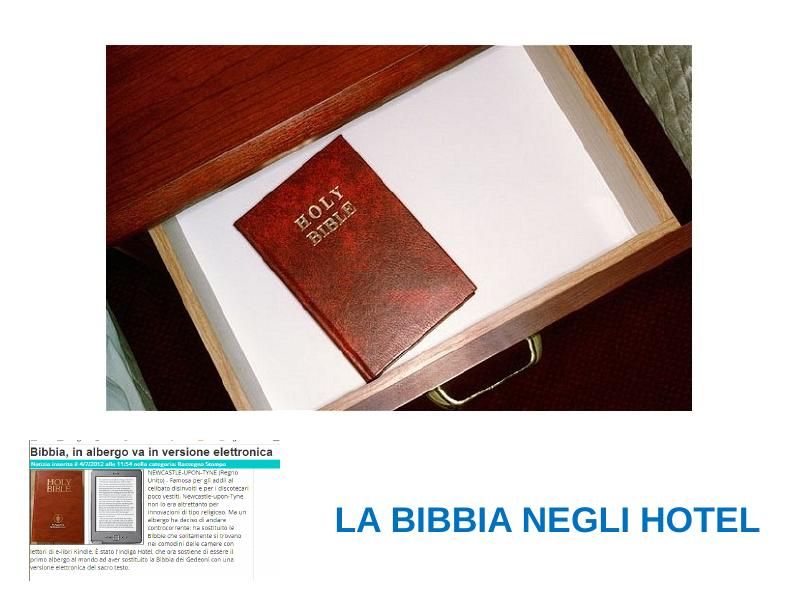 HOLY
BIBLE
Bibbia, in albergo va in versione elettronica
Notizia inserita il 4/7/2012 alle 11:54 nella categoria: Rassegna Stampa
NEWCASTLE-UPON-TYNE (Regno
Unito) - Famosa per gli addii al
celibato disinvolti e per i discotecari
poco vestiti, Newcastle-upon-Tyne
non lo era altrettanto per
innovazioni di tipo religioso. Ma un
albergo ha deciso di andare
controcorrente: ha sostituito le
Bibbie che solitamente si trovano
nei comodini delle camere con
lettori di e-libri Kindle. È stato l'Indigo Hotel, che ora sostiene di essere il
primo albergo al mondo ad aver sostituito la Bibbia dei Gedeoni con una
versione elettronica del sacro testo.
HOLY
BIBLE
LA BIBBIA NEGLI HOTEL